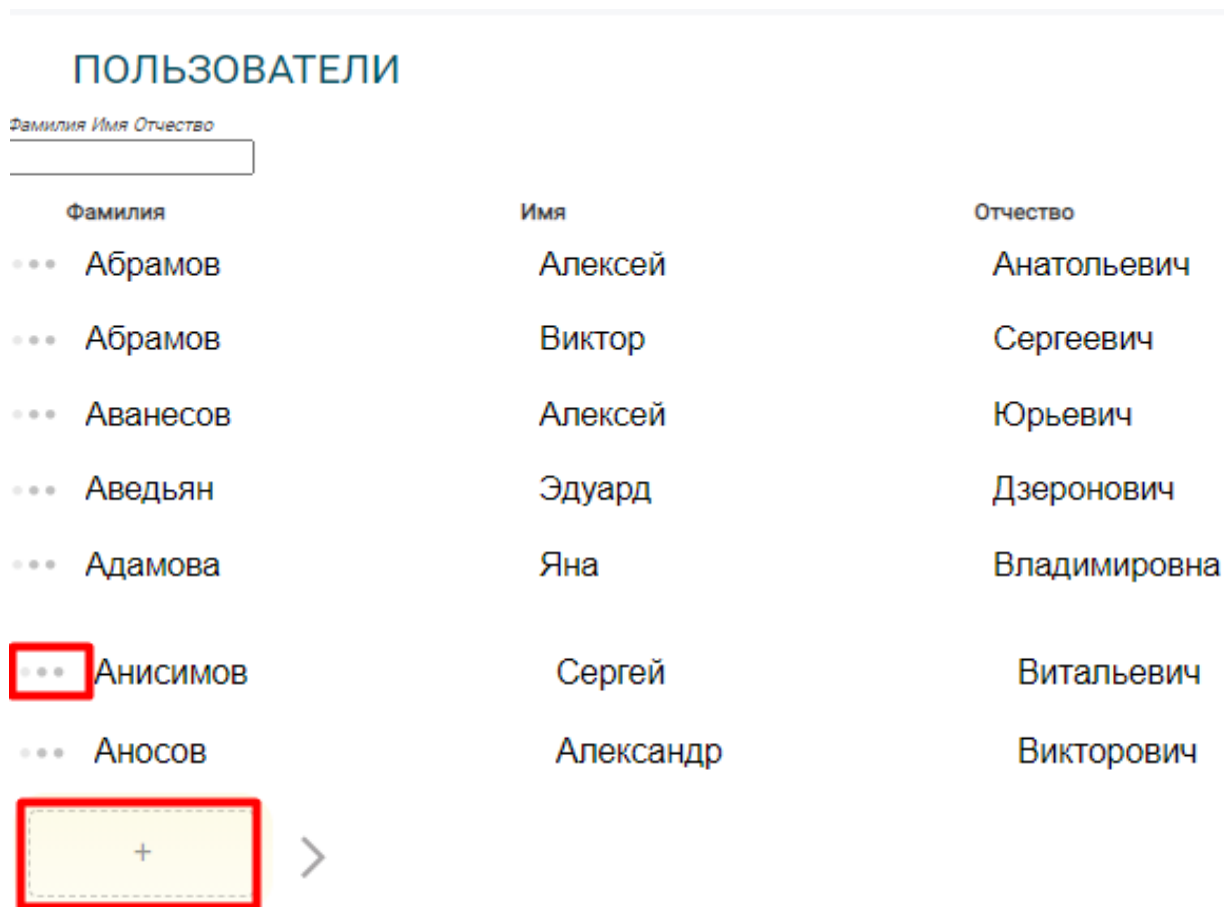 ПОЛЬЗОВАТЕЛИ
Фамилия Имя Отчество
Фамилия Имя Отчество
Абрамов Алексей Анатольевич
Абрамов Виктор Сергеевич
Аванесов Алексей Юрьевич
Аведьян Эдуард Дзеронович
Адамова Яна Владимировна
Анисимов Сергей Витальевич
Аносов Александр Викторович
+